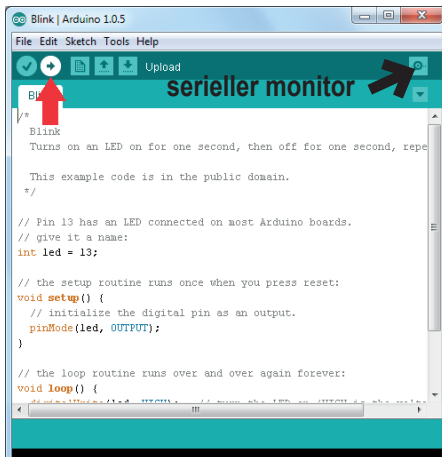 Blink | Arduino 1.0.5
File Edit Sketch Tools Help
Upload
serieller monitor
/*
Blink
Turns on an LED on for one second, then off for one second, repe
This example code is in the public domain.
*/
// Pin 13 has an LED connected on most Arduino boards.
// give it a name:
int led = 13;
// the setup routine runs once when you press reset:
void setup() {
// initialize the digital pin as an output.
pinMode(led, OUTPUT);
}
// the loop routine runs over and over again forever:
void loop() {